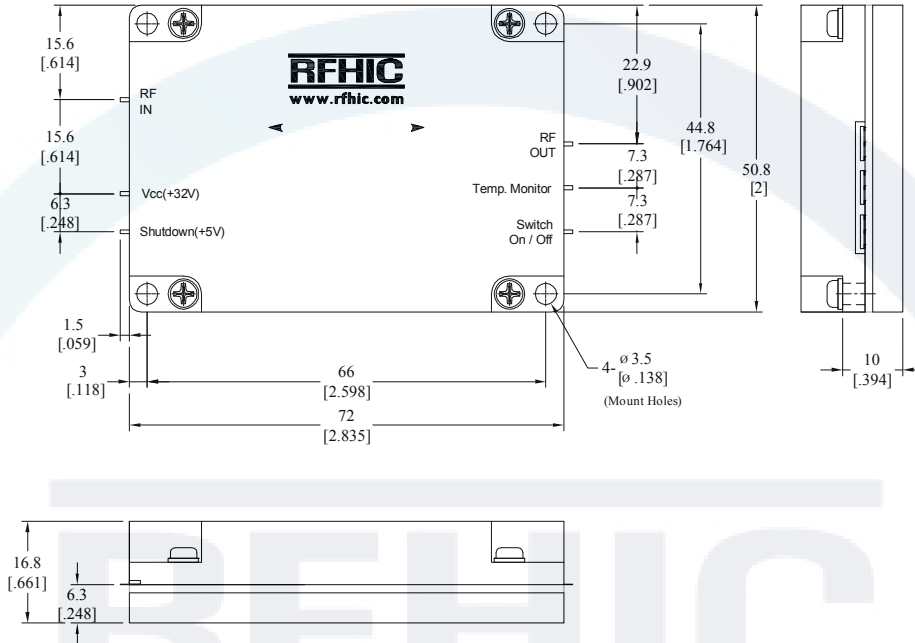 15.6
[.614]
15.6
[.614]
6.3
[.248]
RF
IN
Vcc(+32V)
Shutdown(+5V)
RFHIC
www.rfhic.com
RF
OUT
Temp. Monitor
Switch
On / Off
22.9
[.902]
7.3
[.287]
7.3
[.287]
44.8
[1.764]
50.8
[2]
1.5
[.059]
3
[.118]
66
[2.598]
72
[2.835]
4- ø 3.5
[ø .138]
(Mount Holes)
10
[.394]
16.8
[.661]
6.3
[.248]
RFHIC